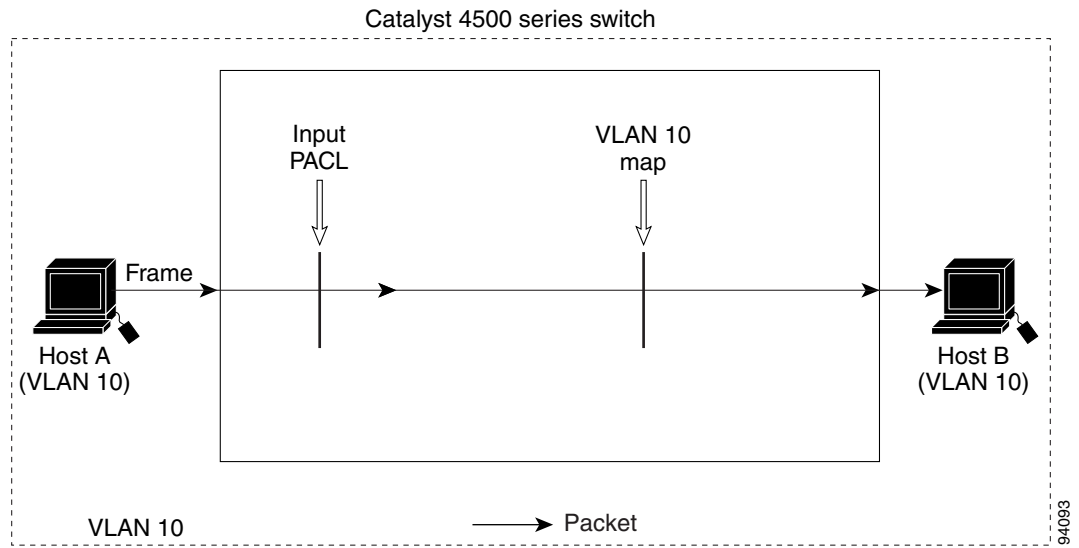 Catalyst 4500 series switch
Input
PACL
VLAN 10
map
Frame
Host A
(VLAN 10)
Host B
(VLAN 10)
VLAN 10
Packet
94093